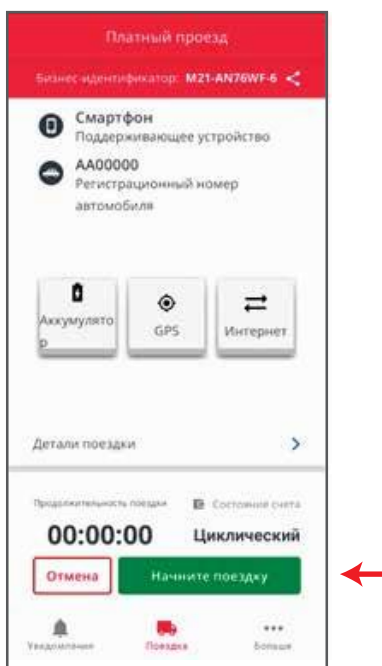 Платный проезд
Бизнес-идентификатор: M21-AN76WF-6
Смартфон
Поддерживающее устройство
AA00000
Регистрационный номер
автомобиля
Аккумулято
р
GPS
Интернет
Детали поездки
Продолжительность поездки
Состояние счета
00:00:00
Циклический
Отмена
Начните поездку
Уведомления
Поездка
Больше